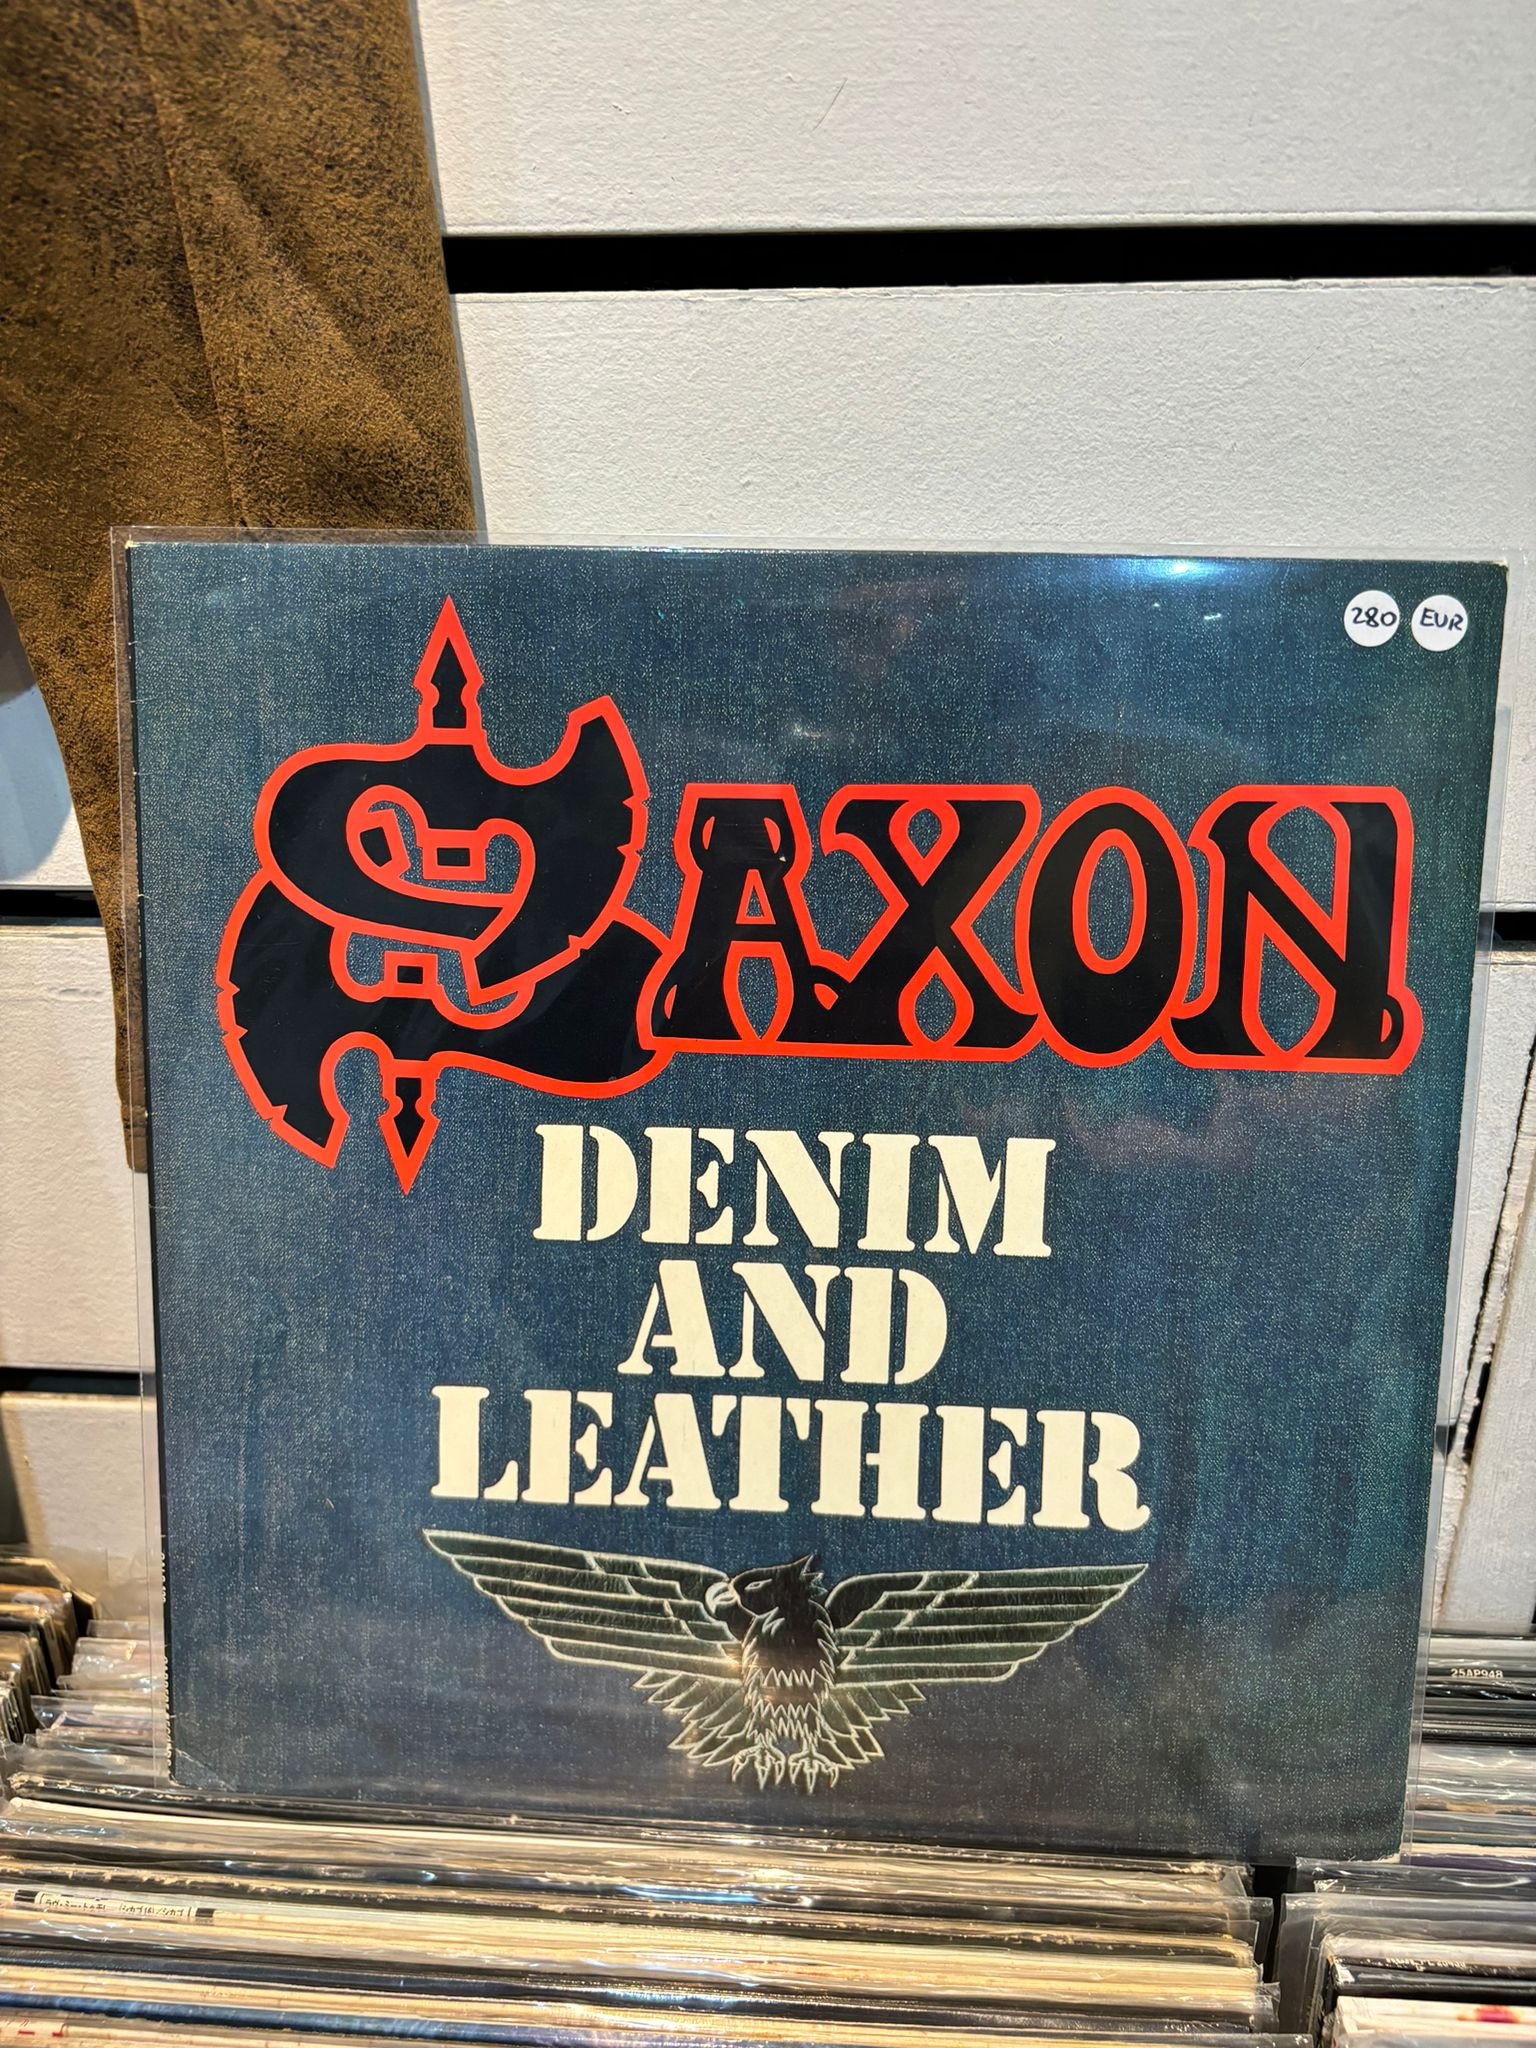 280 EUR
SAXON
DENIM
AND
LEATHER
25AP948